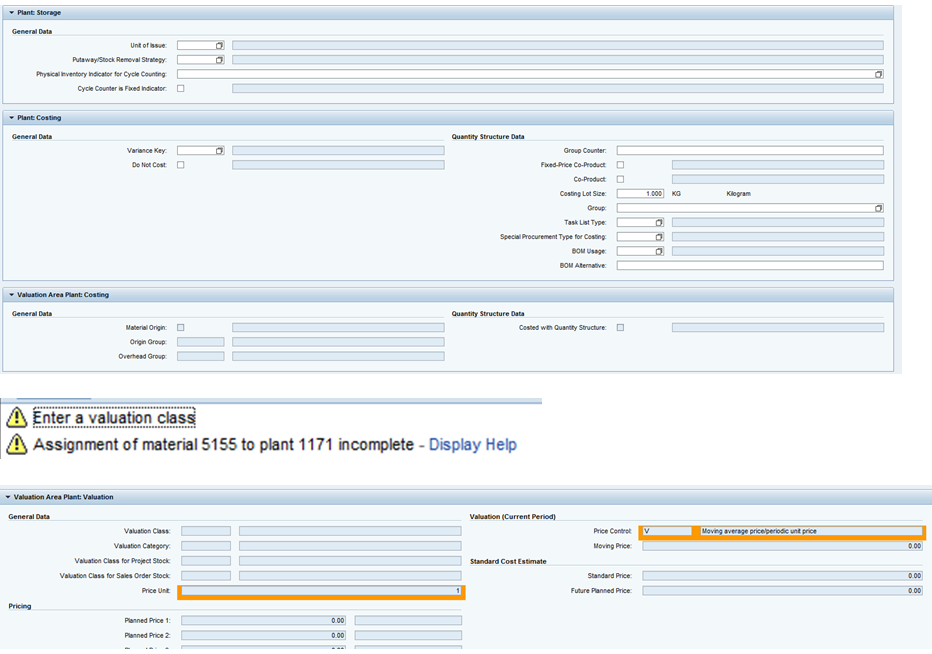 Plant: Storage
General Data
Unit of Issue:
Putaway/Stock Removal Strategy:
Physical Inventory Indicator for Cycle Counting:
Cycle Counter is Fixed Indicator:
Plant: Costing
General Data
Variance Key:
Do Not Cost:
Quantity Structure Data
Group Counter:
Fixed-Price Co-Product:
Co-Product:
Costing Lot Size: 1.000 KG Kilogram
Group:
Task List Type:
Special Procurement Type for Costing:
BOM Usage:
BOM Alternative:
Valuation Area Plant: Costing
General Data
Material Origin:
Origin Group:
Overhead Group:
Quantity Structure Data
Costed with Quantity Structure:
Enter a valuation class
Assignment of material 5155 to plant 1171 incomplete - Display Help
Valuation Area Plant: Valuation
General Data
Valuation Class:
Valuation Category:
Valuation Class for Project Stock:
Valuation Class for Sales Order Stock:
Price Unit: 1
Pricing
Planned Price 1: 0.00
Planned Price 2: 0.00
Valuation (Current Period)
Price Control: V Moving average price/periodic unit price
Moving Price: 0.00
Standard Cost Estimate
Standard Price: 0.00
Future Planned Price: 0.00